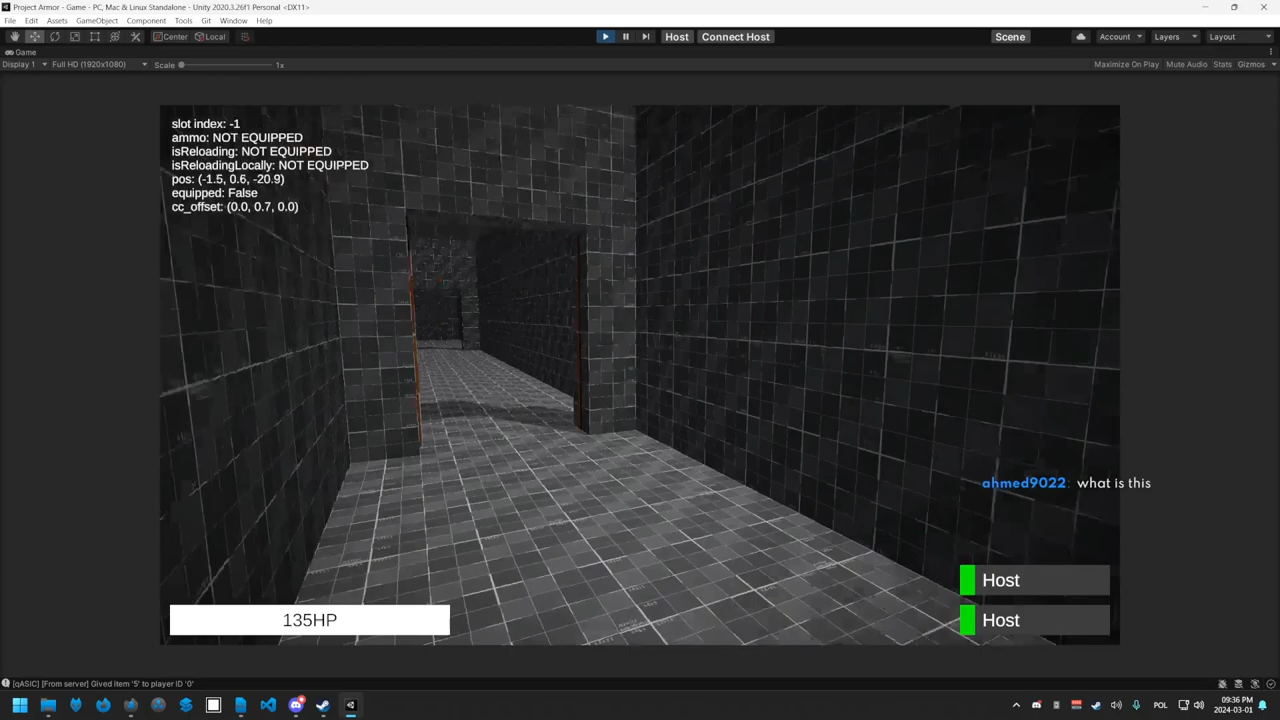 Project Armor - Game - PC, Mac & Linux Standalone - Unity 2020.3.26f1 Personal <DX11>
File Edit Assets GameObject Component Tools Git Window Help
Center Local Host Connect Host Scene Account Layers Layout
Game
Display 1 Full HD (1920x1080) Scale 1x Maximize On Play Mute Audio Stats Gizmos
slot index: -1
ammo: NOT EQUIPPED
isReloading: NOT EQUIPPED
isReloadingLocally: NOT EQUIPPED
pos: (-1.5, 0.6, -20.9)
equipped: False
cc_offset: (0.0, 0.7, 0.0)
ahmed9022: what is this
Host
135HP Host
[qASIC] [From server] Gived item '5' to player ID '0'
POL 09:36 PM
2024-03-01